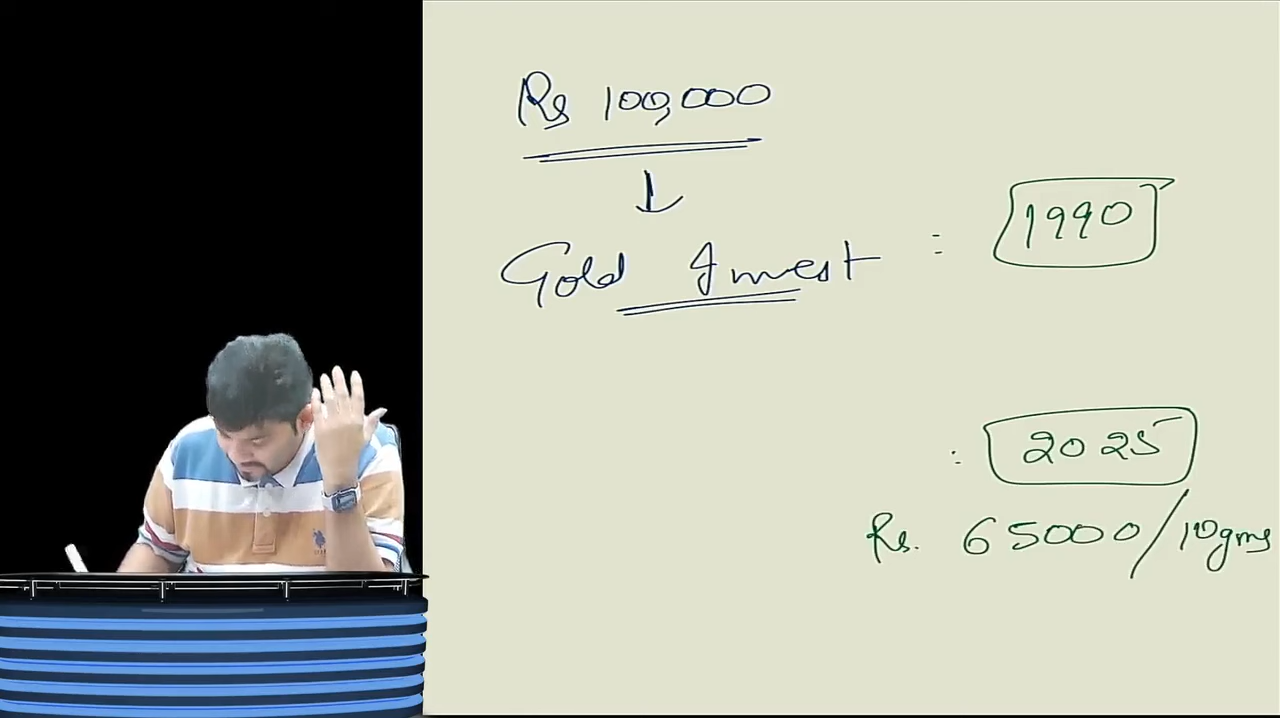 Rs 100,000
↓
Gold Invest : 1990
: 2025
Rs. 65000/10gms